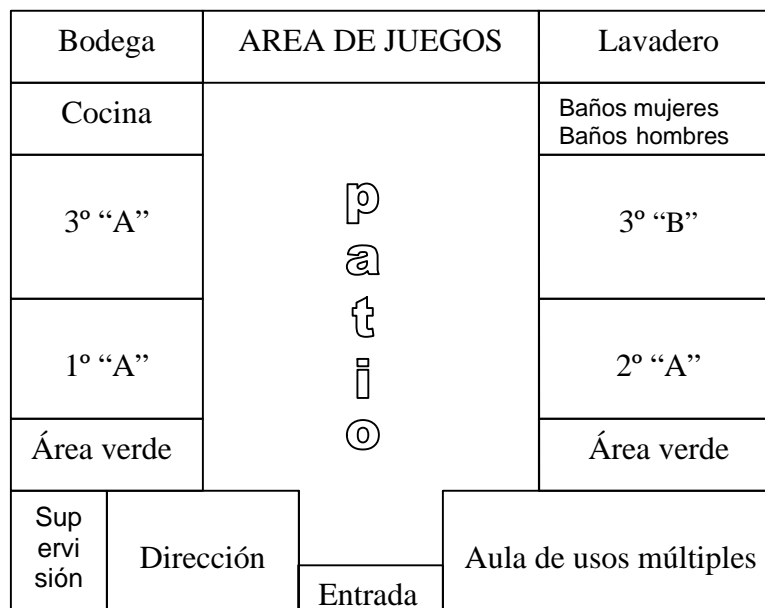 Bodega
AREA DE JUEGOS
Lavadero
Cocina
Baños mujeres
Baños hombres
patio
3º “A”
3º “B”
1º “A”
2º “A”
Área verde
Área verde
Sup
ervi
sión
Dirección
Aula de usos múltiples
Entrada